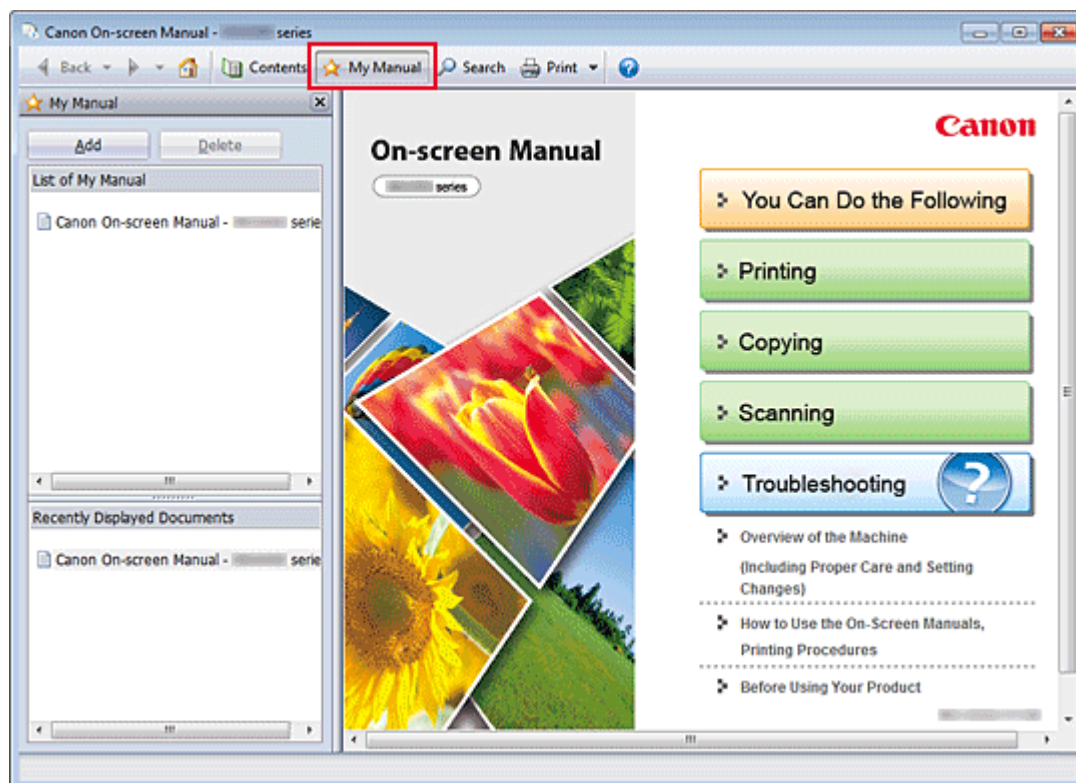 Canon On-screen Manual - series
Back Contents My Manual Search Print
My Manual
Add Delete
List of My Manual
Canon On-screen Manual - serie
Recently Displayed Documents
Canon On-screen Manual - serie
On-screen Manual
series
Canon
You Can Do the Following
Printing
Copying
Scanning
Troubleshooting
Overview of the Machine
(Including Proper Care and Setting
Changes)
How to Use the On-Screen Manuals,
Printing Procedures
Before Using Your Product